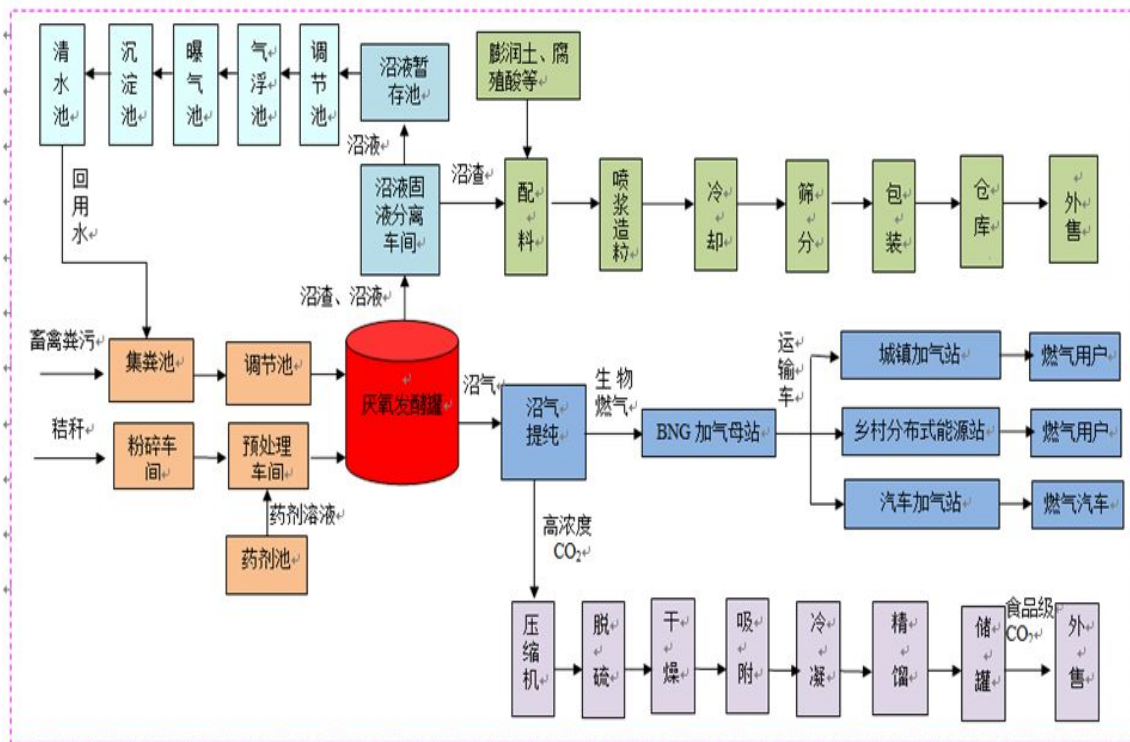 清水池
沉淀池
曝气池
气浮池
调节池
沼液暂
存池
膨润土、腐
殖酸等
沼液
沼渣
回用水
沼液固
液分离
车间
配料
喷浆造粒
冷却
筛分
包装
仓库
外售
沼渣、沼液
畜禽粪污
集粪池
调节池
厌氧发酵罐
沼气
沼气
提纯
生物
燃气
BNG 加气母站
运输车
城镇加气站
燃气用户
乡村分布式能源站
燃气用户
汽车加气站
燃气汽车
秸秆
粉碎车
间
预处理
车间
药剂溶液
药剂池
高浓度
CO₂
压缩机
脱硫
干燥
吸附
冷凝
精馏
储罐
食品级
CO₂
外售